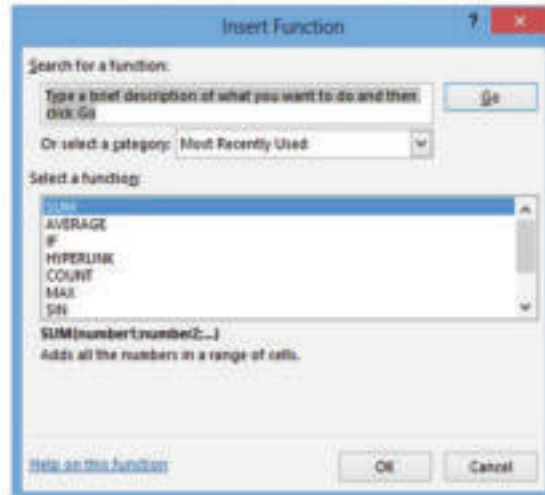 Insert Function
?
Search for a function:
Type a brief description of what you want to do and then
click Go
Go
Or select a category: Most Recently Used
Select a function:
SUM
AVERAGE
IF
HYPERLINK
COUNT
MAX
SIN
SUM(number1;number2;...)
Adds all the numbers in a range of cells.
Help on this function
OK
Cancel